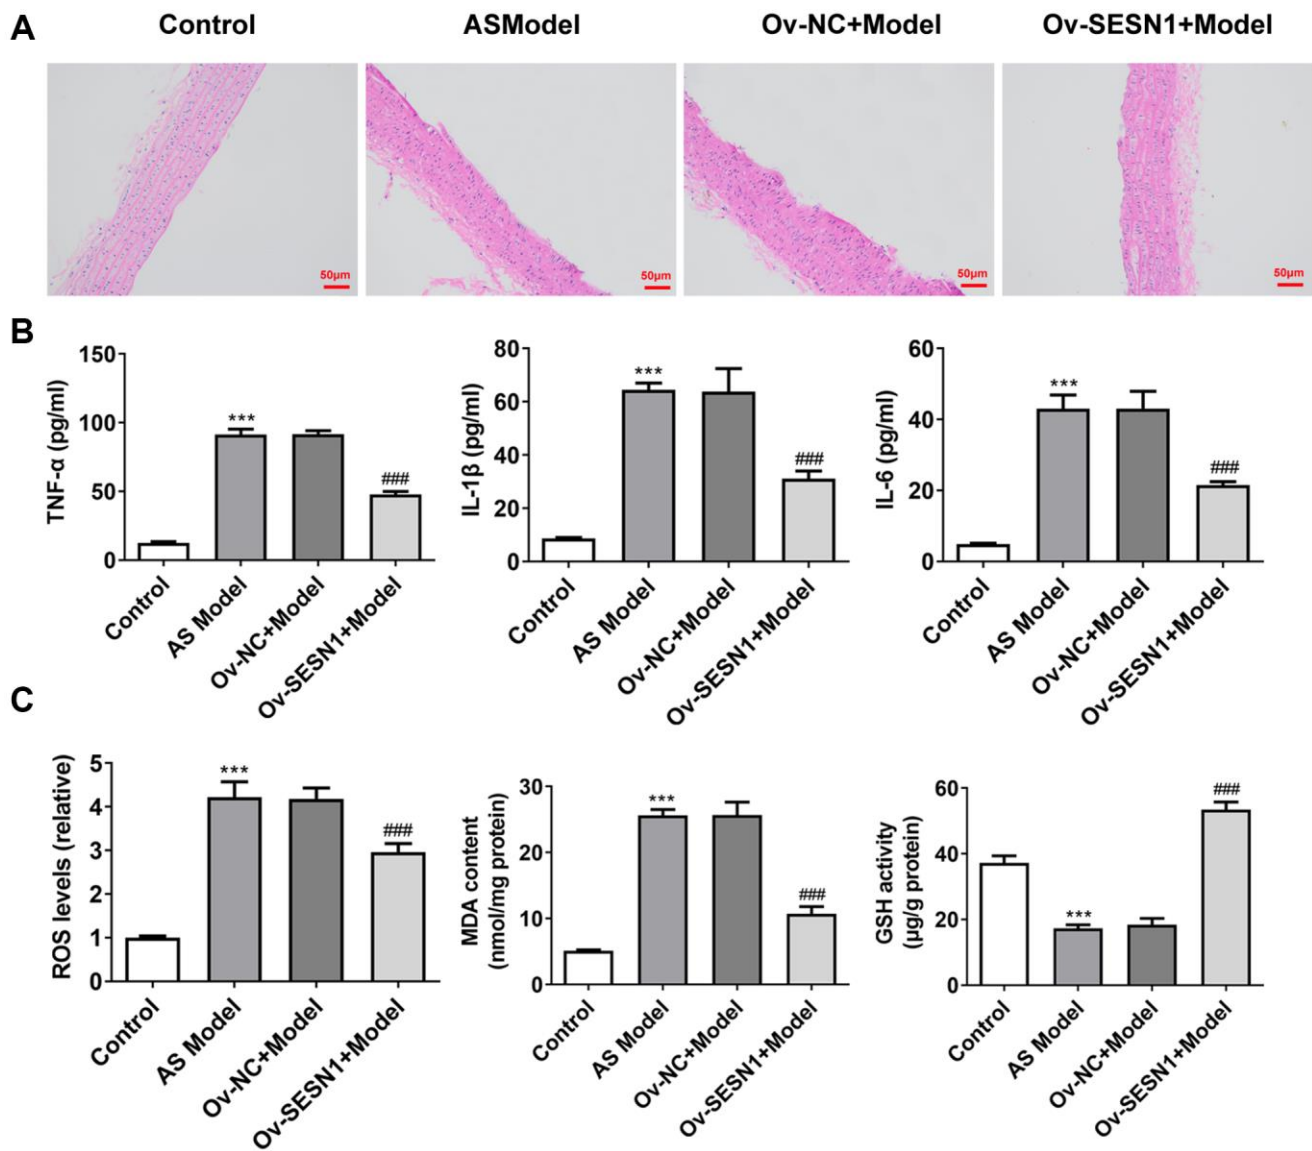 A
Control
ASModel
Ov-NC+Model
Ov-SESN1+Model
50μm
50μm
50μm
50μm
B
TNF-α (pg/ml)
150
100
50
0
***
###
Control
AS Model
Ov-NC+Model
Ov-SESN1+Model
IL-1β (pg/ml)
80
60
40
20
0
***
###
Control
AS Model
Ov-NC+Model
Ov-SESN1+Model
IL-6 (pg/ml)
60
40
20
0
***
###
Control
AS Model
Ov-NC+Model
Ov-SESN1+Model
C
ROS levels (relative)
5
4
3
2
1
0
***
###
Control
AS Model
Ov-NC+Model
Ov-SESN1+Model
MDA content
(nmol/mg protein)
30
20
10
0
***
###
Control
AS Model
Ov-NC+Model
Ov-SESN1+Model
GSH activity
(μg/g protein)
60
40
20
0
***
###
Control
AS Model
Ov-NC+Model
Ov-SESN1+Model